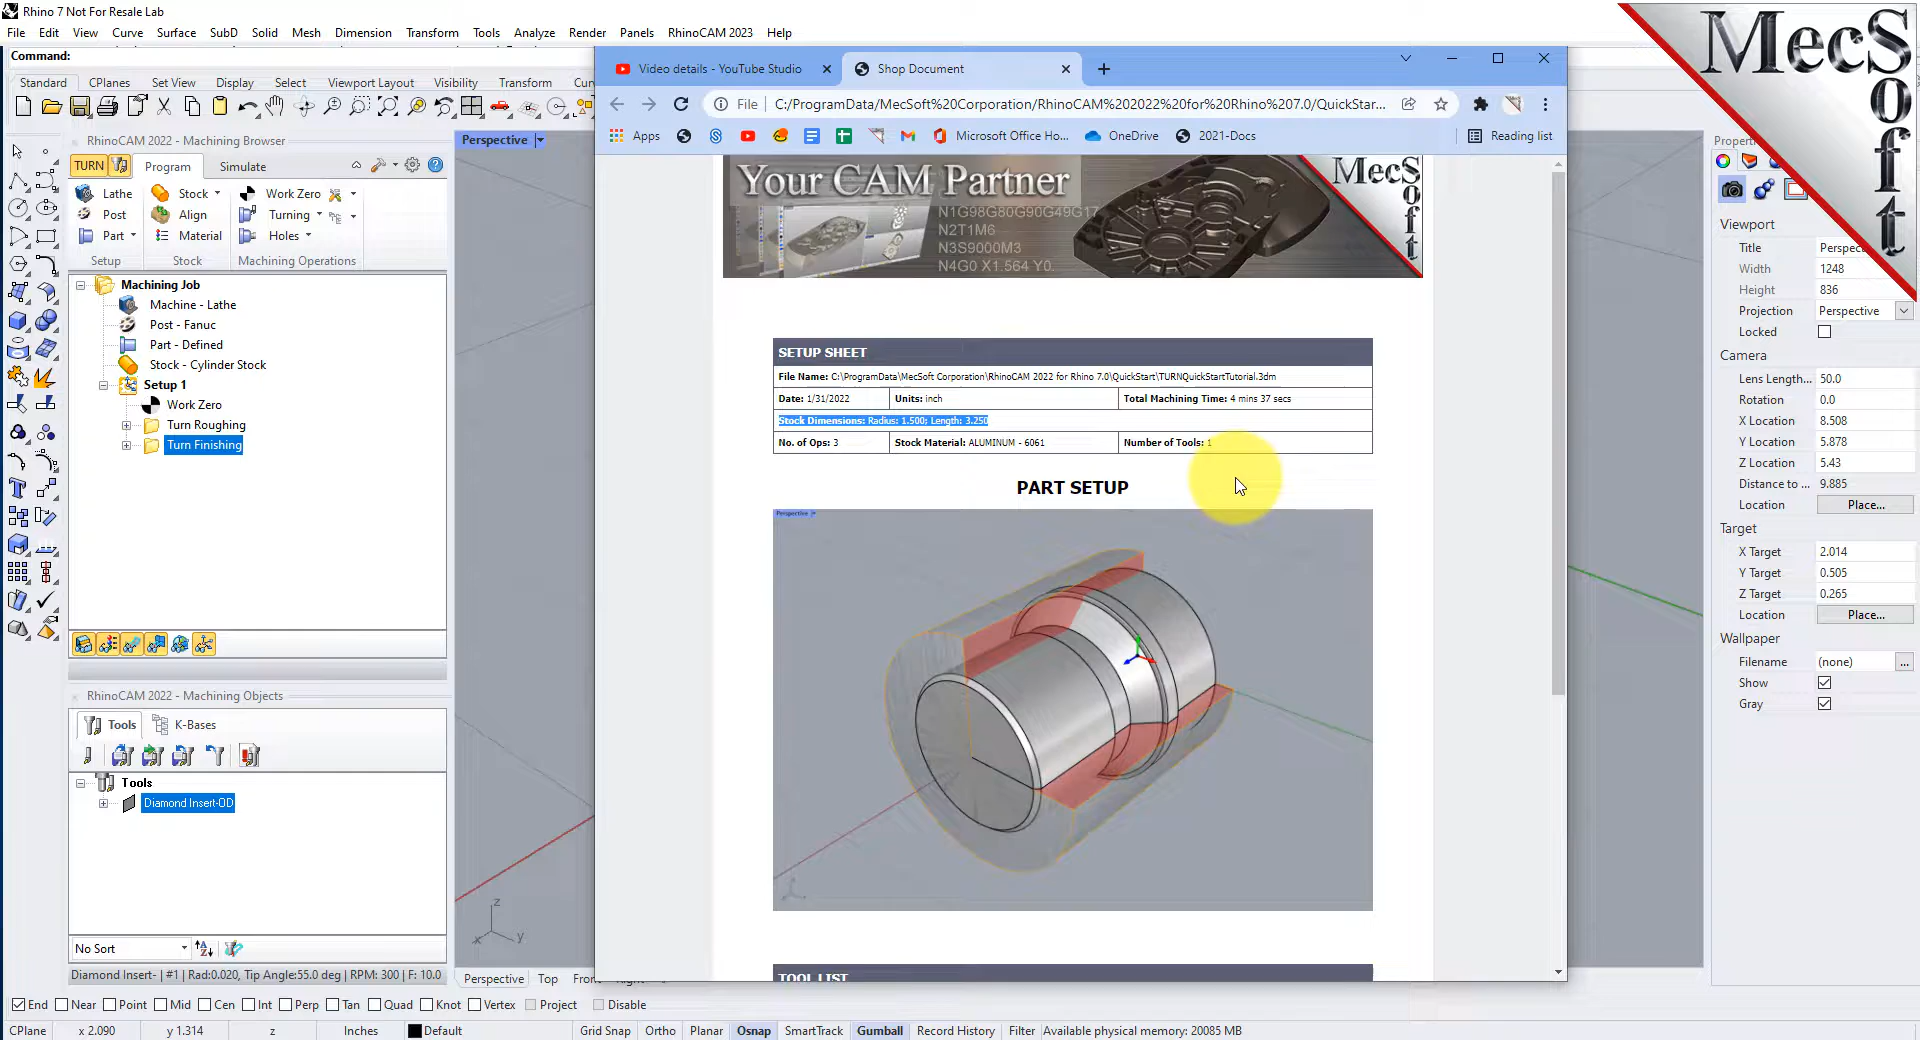 Rhino 7 Not For Resale Lab
File Edit View Curve Surface SubD Solid Mesh Dimension Transform Tools Analyze Render Panels RhinoCAM 2023 Help
Command:
Standard CPlanes Set View Display Select Viewport Layout Visibility Transform
RhinoCAM 2022 - Machining Browser
TURN Program Simulate
Lathe Stock Work Zero
Post Align Turning
Part Material Holes
Setup Stock Machining Operations
Machining Job
Machine - Lathe
Post - Fanuc
Part - Defined
Stock - Cylinder Stock
Setup 1
Work Zero
Turn Roughing
Turn Finishing
RhinoCAM 2022 - Machining Objects
Tools K-Bases
Tools
Diamond Insert-OD
No Sort
Diamond Insert- | #1 | Rad:0.020, Tip Angle:55.0 deg | RPM: 300 | F: 10.0
Perspective
Video details - YouTube Studio
Shop Document
File C:/ProgramData/MecSoft%20Corporation/RhinoCAM%202022%20for%20Rhino%207.0/QuickStar...
Apps Microsoft Office Ho... OneDrive 2021-Docs Reading list
Your CAM Partner
N1G98G80G90G49G17
N2T1M6
N3S9000M3
N4G0 X1.564 Y0.
MecSoft
SETUP SHEET
File Name: C:\ProgramData\MecSoft Corporation\RhinoCAM 2022 for Rhino 7.0\QuickStart\TURNQuickStartTutorial.3dm
Date: 1/31/2022 Units: inch Total Machining Time: 4 mins 37 secs
Stock Dimensions: Radius: 1.500; Length: 3.250
No. of Ops: 3 Stock Material: ALUMINUM - 6061 Number of Tools: 1
PART SETUP
Perspective
TOOL LIST
x z y
Perspective Top
MecSoft
Viewport
Title
Width 1248
Height 836
Projection Perspective
Locked
Camera
Lens Length... 50.0
Rotation 0.0
X Location 8.508
Y Location 5.878
Z Location 5.43
Distance to ... 9.885
Location Place...
Target
X Target 2.014
Y Target 0.505
Z Target 0.265
Location Place...
Wallpaper
Filename (none) ...
Show
Gray
End Near Point Mid Cen Int Perp Tan Quad Knot Vertex Project Disable
CPlane x 2.090 y 1.314 z Inches Default Grid Snap Ortho Planar Osnap SmartTrack Gumball Record History Filter Available physical memory: 20085 MB